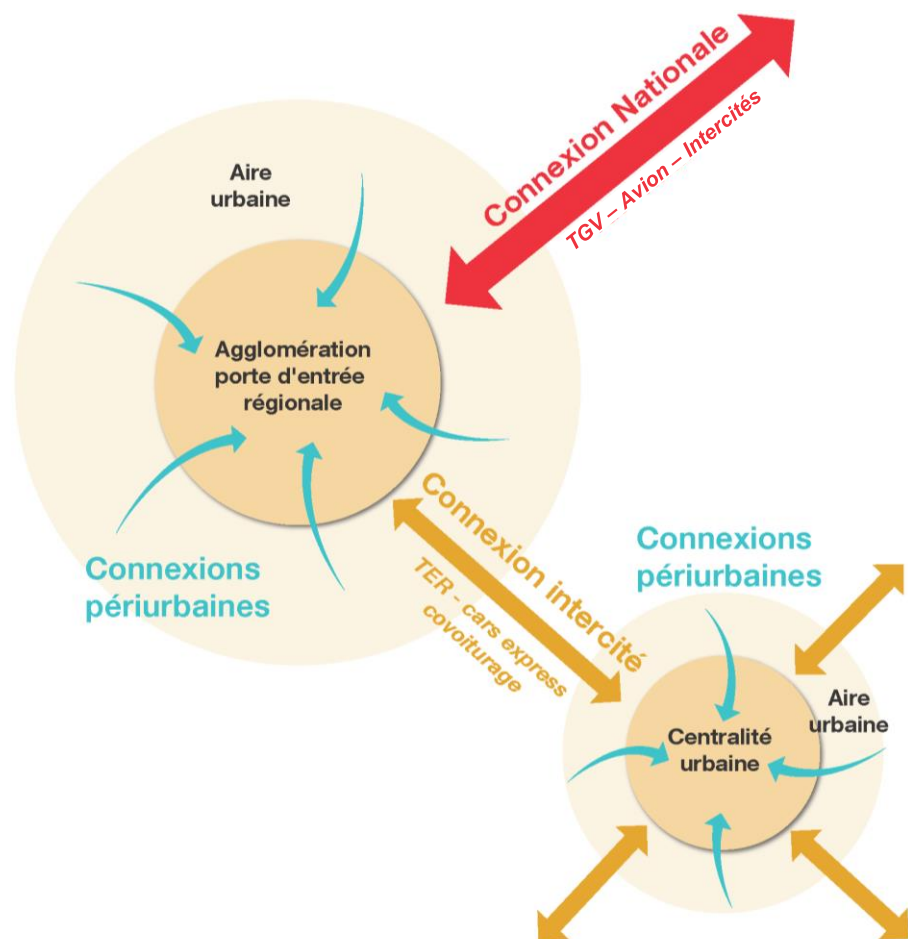 Connexion Nationale
TGV – Avion – Intercités
Aire
urbaine
Agglomération
porte d'entrée
régionale
Connexions
périurbaines
Connexion intercité
TER - cars express
covoiturage
Connexions
périurbaines
Aire
urbaine
Centralité
urbaine